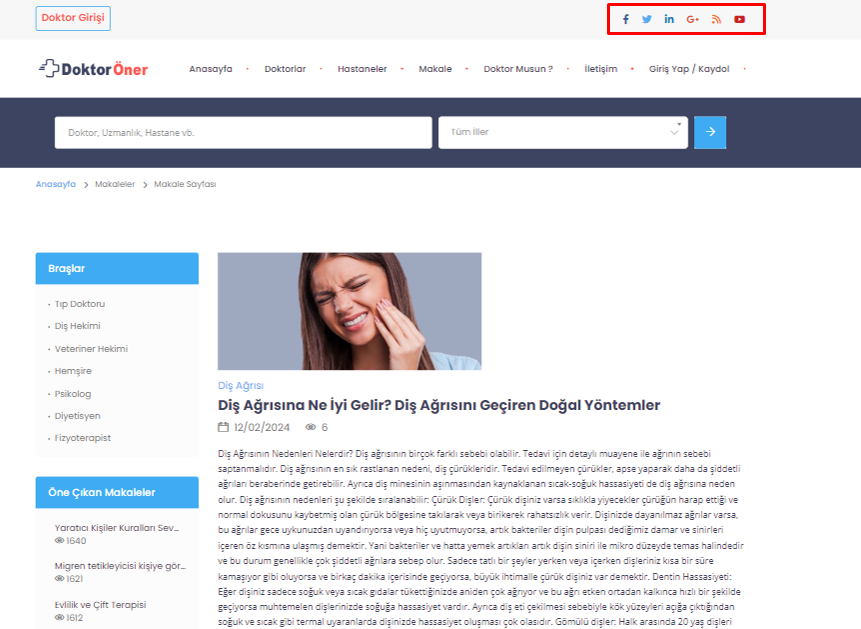 Doktor Girişi
DoktorÖner
Anasayfa
Doktorlar
Hastaneler
Makale
Doktor Musun ?
İletişim
Giriş Yap / Kaydol
Doktor, Uzmanlık, Hastane vb.
Tüm İller
Anasayfa > Makaleler > Makale Sayfası
Braşlar
Tıp Doktoru
Diş Hekimi
Veteriner Hekimi
Hemşire
Psikolog
Diyetisyen
Fizyoterapist
Öne Çıkan Makaleler
Yaratıcı Kişiler Kuralları Sev...
1640
Migren tetikleyicisi kişiye gör...
1621
Evlilik ve Çift Terapisi
1612
Diş Ağrısı
Diş Ağrısına Ne İyi Gelir? Diş Ağrısını Geçiren Doğal Yöntemler
12/02/2024 6
Diş Ağrısının Nedenleri Nelerdir? Diş ağrısının birçok farklı sebebi olabilir. Tedavi için detaylı muayene ile ağrının sebebi
saptanmalıdır. Diş ağrısının en sık rastlanan nedeni, diş çürükleridir. Tedavi edilmeyen çürükler, apse yaparak daha da şiddetli
ağrıları beraberinde getirebilir. Ayrıca diş minesinin aşınmasından kaynaklanan sıcak-soğuk hassasiyeti de diş ağrısına neden
olur. Diş ağrısının nedenleri şu şekilde sıralanabilir: Çürük Dişler: Çürük dişiniz varsa sıklıkla yiyecekler çürüğün harap ettiği ve
normal dokusunu kaybetmiş olan çürük bölgesine takılarak veya birikerek rahatsızlık verir. Dişinizde dayanılmaz ağrılar varsa,
bu ağrılar gece uykunuzdan uyandırıyorsa veya hiç uyutmuyorsa, artık bakteriler dişin pulpası dediğimiz damar ve sinirleri
içeren öz kısmına ulaşmış demektir. Yani bakteriler ve hatta yemek artıkları artık dişin siniri ile mikro düzeyde temas halindedir
ve bu durum genellikle çok şiddetli ağrılara sebep olur. Sadece tatlı bir şeyler yerken veya içerken dişleriniz kısa bir süre
kamaşıyor gibi oluyorsa ve birkaç dakika içerisinde geçiyorsa, büyük ihtimalle çürük dişiniz var demektir. Dentin Hassasiyeti:
Eğer dişiniz sadece soğuk veya sıcak gıdalar tükettiğinizde aniden çok ağrıyor ve bu ağrı etken ortadan kalkınca hızlı bir şekilde
geçiyorsa muhtemelen dişlerinizde soğuğa hassasiyet vardır. Ayrıca diş eti çekilmesi sebebiyle kök yüzeyleri açığa çıktığından
soğuk ve sıcak gibi termal uyaranlarda dişinizde hassasiyet oluşması çok olasıdır. Gömülü dişler: Halk arasında 20 yaş dişleri